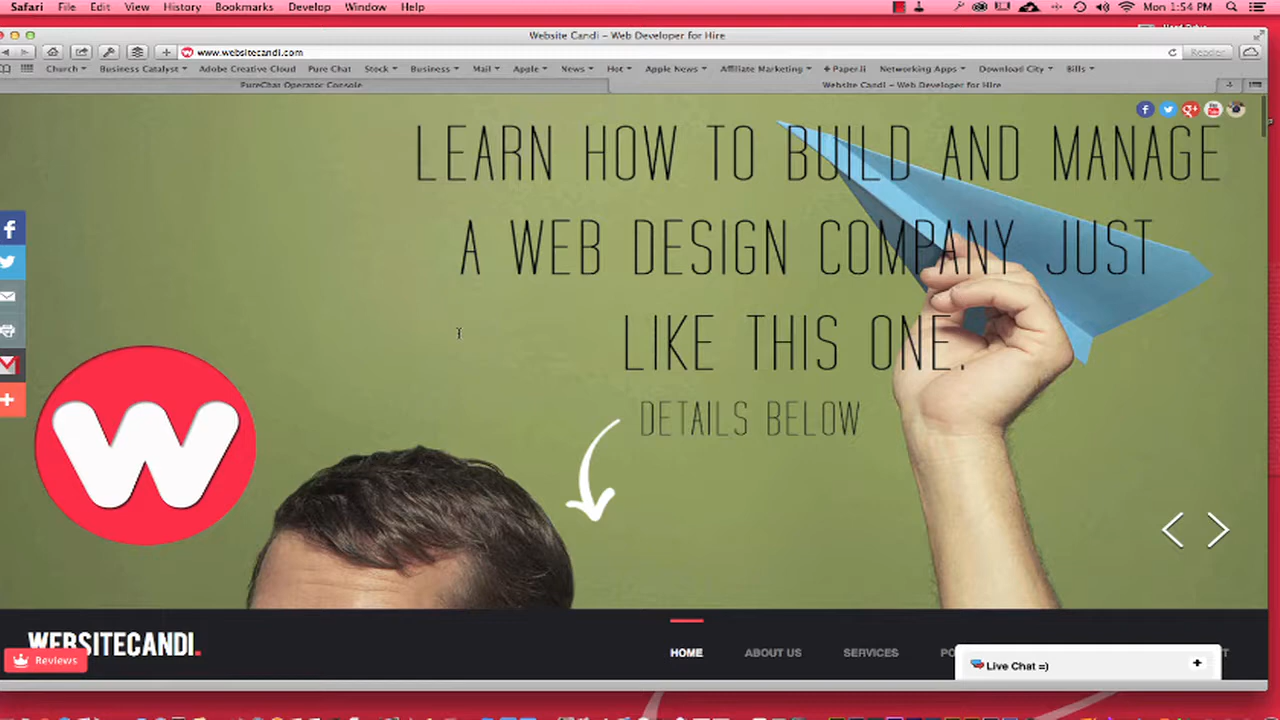 Safari File Edit View History Bookmarks Develop Window Help Mon 1:54 PM
Website Candi – Web Developer for Hire
www.websitecandi.com Reader
Church Business Catalyst Adobe Creative Cloud Pure Chat Stock Business Mail Apple News Hot Apple News Affiliate Marketing + Paper.li Networking Apps Download City Bills
PureChat Operator Console Website Candi – Web Developer for Hire
LEARN HOW TO BUILD AND MANAGE
A WEB DESIGN COMPANY JUST
LIKE THIS ONE.
DETAILS BELOW
W
WEBSITECANDI.
HOME ABOUT US SERVICES
Reviews
Live Chat =)